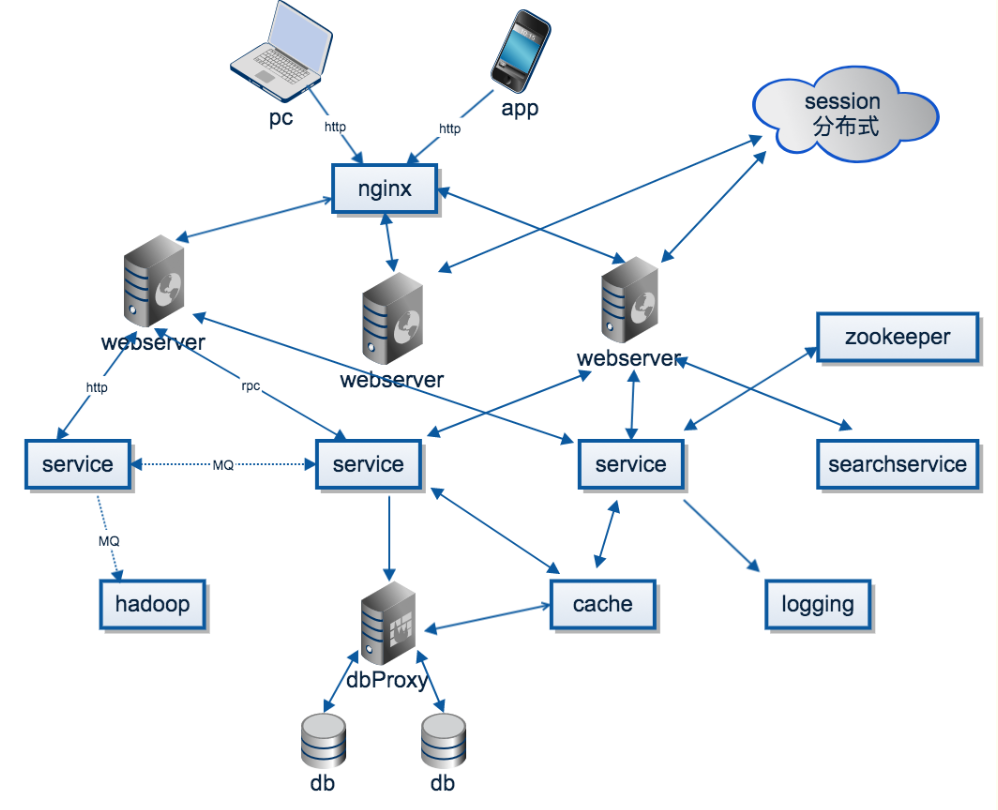 pc
app
http
http
session
分布式
nginx
webserver
webserver
webserver
zookeeper
http
rpc
service
MQ
service
service
searchservice
MQ
hadoop
cache
logging
dbProxy
db
db